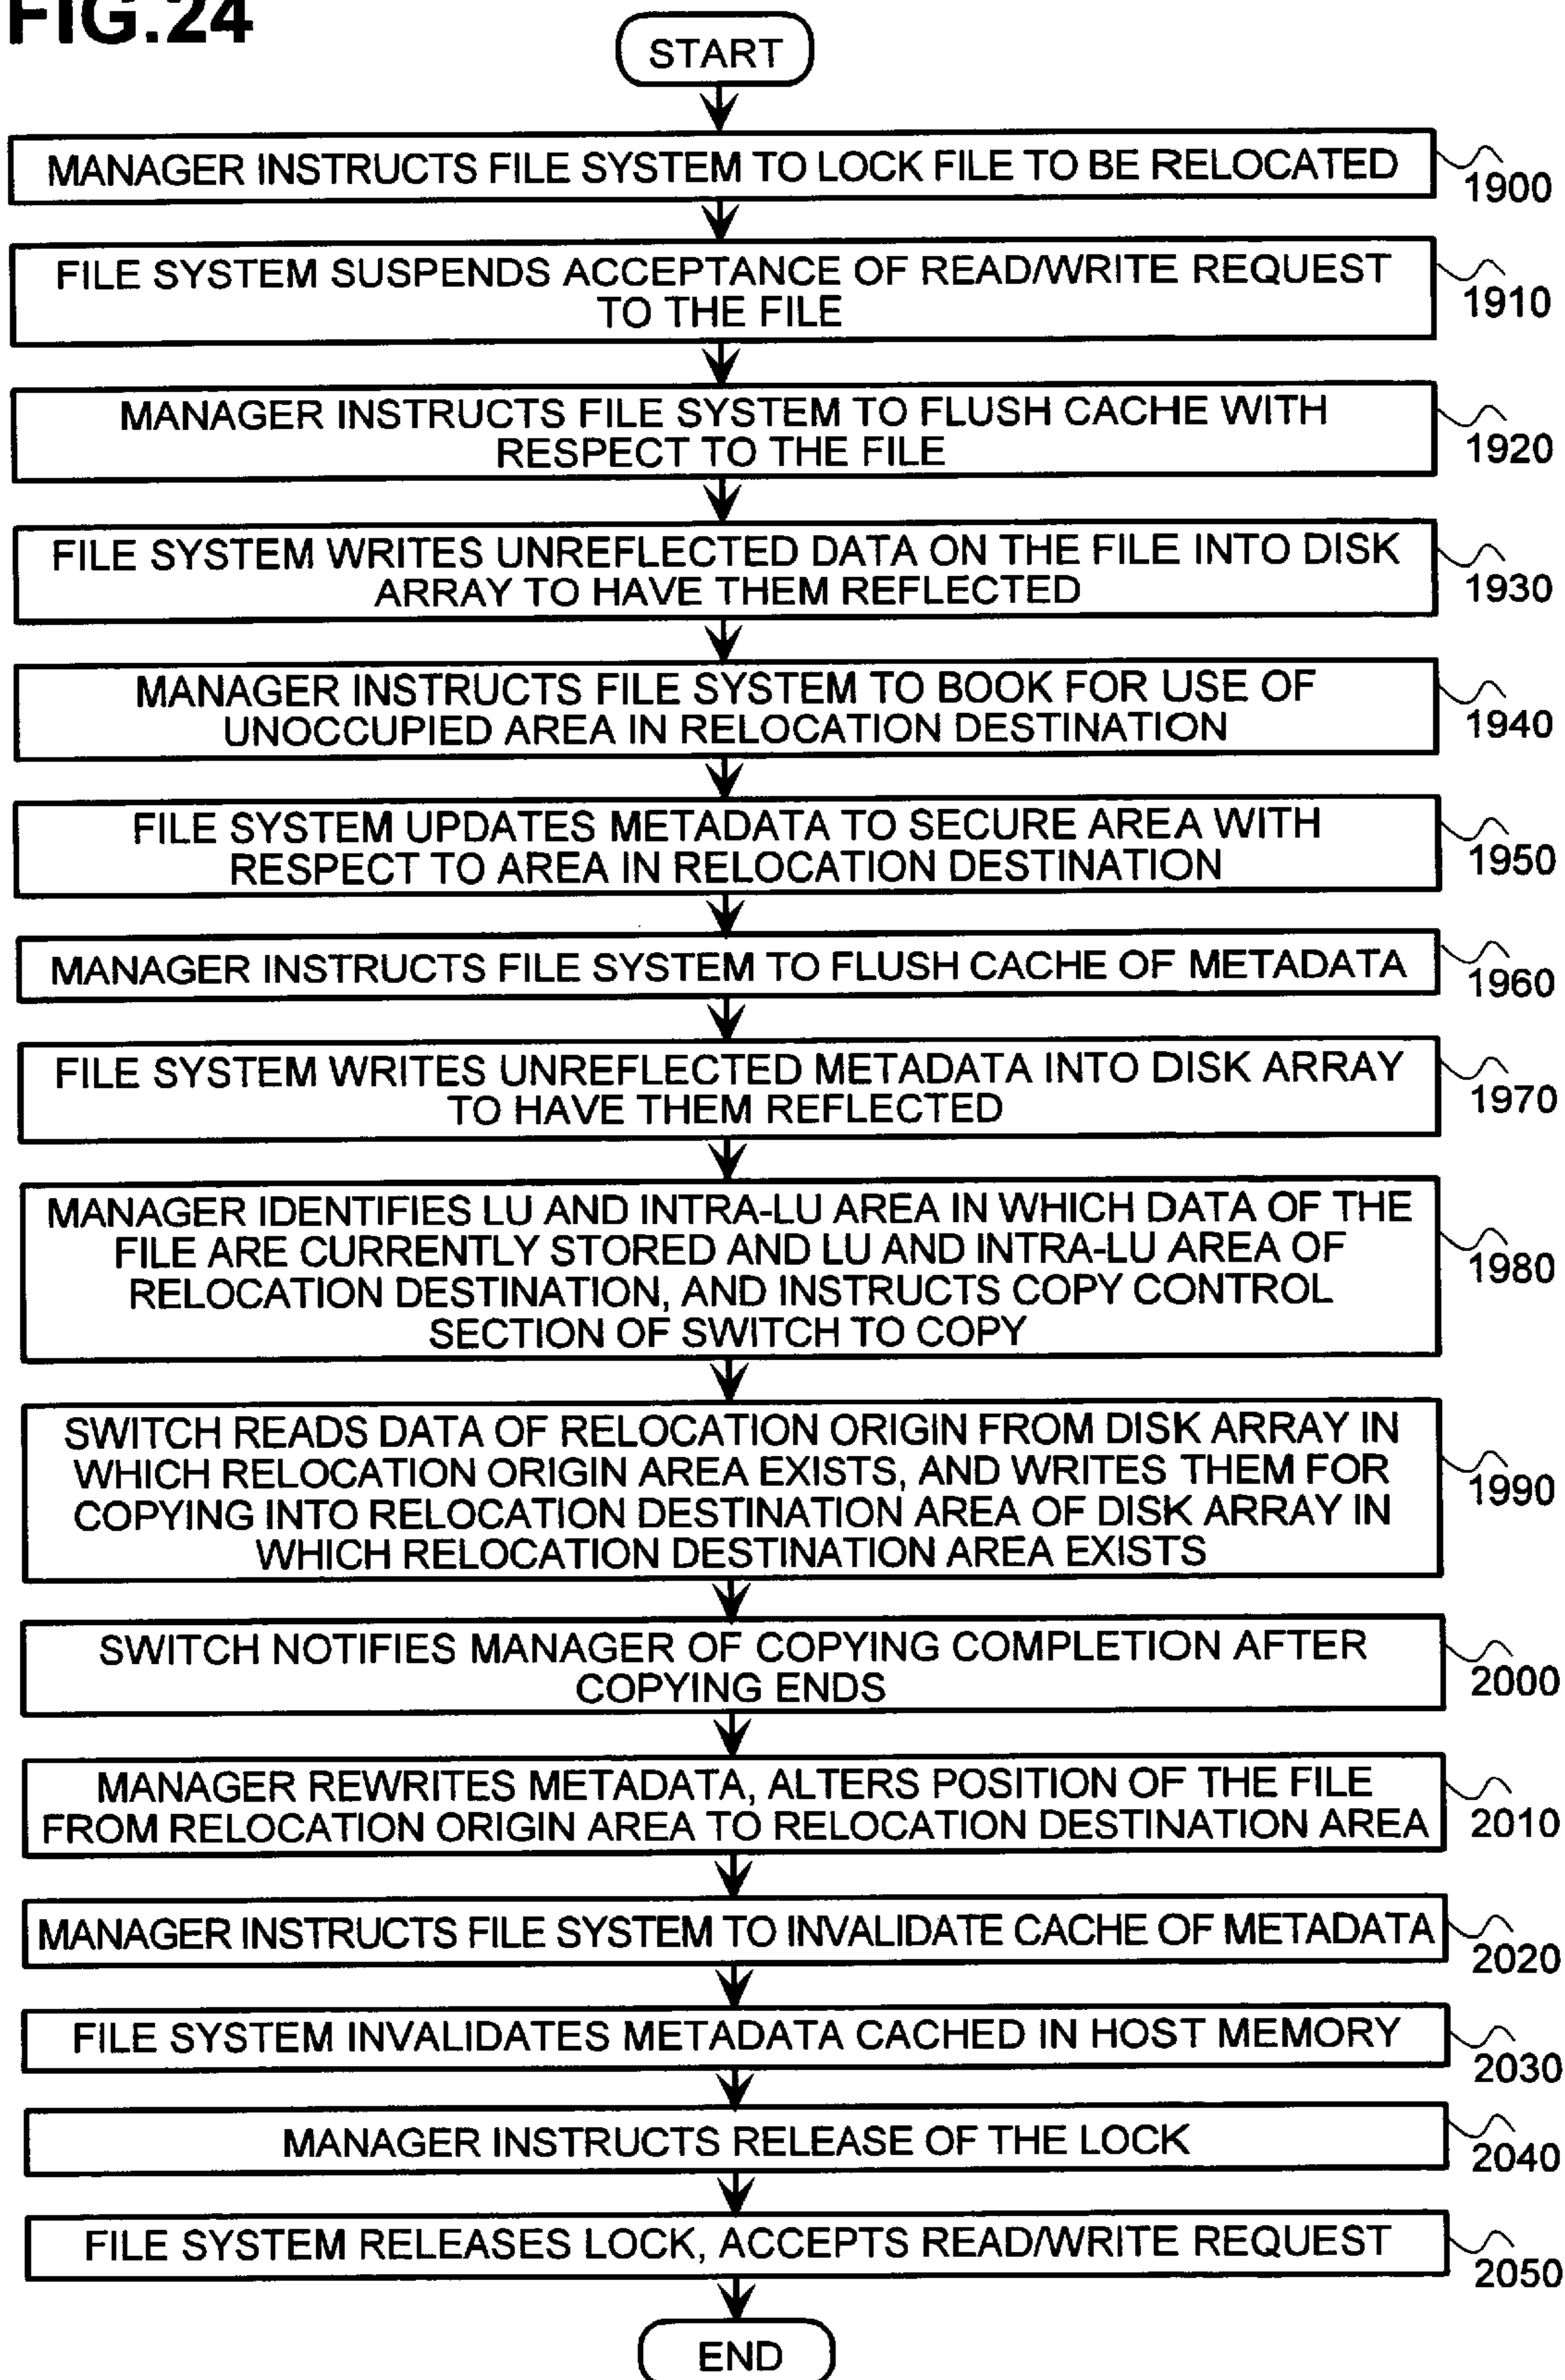 FIG.24
START
MANAGER INSTRUCTS FILE SYSTEM TO LOCK FILE TO BE RELOCATED
1900
FILE SYSTEM SUSPENDS ACCEPTANCE OF READ/WRITE REQUEST
TO THE FILE
1910
MANAGER INSTRUCTS FILE SYSTEM TO FLUSH CACHE WITH
RESPECT TO THE FILE
1920
FILE SYSTEM WRITES UNREFLECTED DATA ON THE FILE INTO DISK
ARRAY TO HAVE THEM REFLECTED
1930
MANAGER INSTRUCTS FILE SYSTEM TO BOOK FOR USE OF
UNOCCUPIED AREA IN RELOCATION DESTINATION
1940
FILE SYSTEM UPDATES METADATA TO SECURE AREA WITH
RESPECT TO AREA IN RELOCATION DESTINATION
1950
MANAGER INSTRUCTS FILE SYSTEM TO FLUSH CACHE OF METADATA
1960
FILE SYSTEM WRITES UNREFLECTED METADATA INTO DISK ARRAY
TO HAVE THEM REFLECTED
1970
MANAGER IDENTIFIES LU AND INTRA-LU AREA IN WHICH DATA OF THE
FILE ARE CURRENTLY STORED AND LU AND INTRA-LU AREA OF
RELOCATION DESTINATION, AND INSTRUCTS COPY CONTROL
SECTION OF SWITCH TO COPY
1980
SWITCH READS DATA OF RELOCATION ORIGIN FROM DISK ARRAY IN
WHICH RELOCATION ORIGIN AREA EXISTS, AND WRITES THEM FOR
COPYING INTO RELOCATION DESTINATION AREA OF DISK ARRAY IN
WHICH RELOCATION DESTINATION AREA EXISTS
1990
SWITCH NOTIFIES MANAGER OF COPYING COMPLETION AFTER
COPYING ENDS
2000
MANAGER REWRITES METADATA, ALTERS POSITION OF THE FILE
FROM RELOCATION ORIGIN AREA TO RELOCATION DESTINATION AREA
2010
MANAGER INSTRUCTS FILE SYSTEM TO INVALIDATE CACHE OF METADATA
2020
FILE SYSTEM INVALIDATES METADATA CACHED IN HOST MEMORY
2030
MANAGER INSTRUCTS RELEASE OF THE LOCK
2040
FILE SYSTEM RELEASES LOCK, ACCEPTS READ/WRITE REQUEST
2050
END